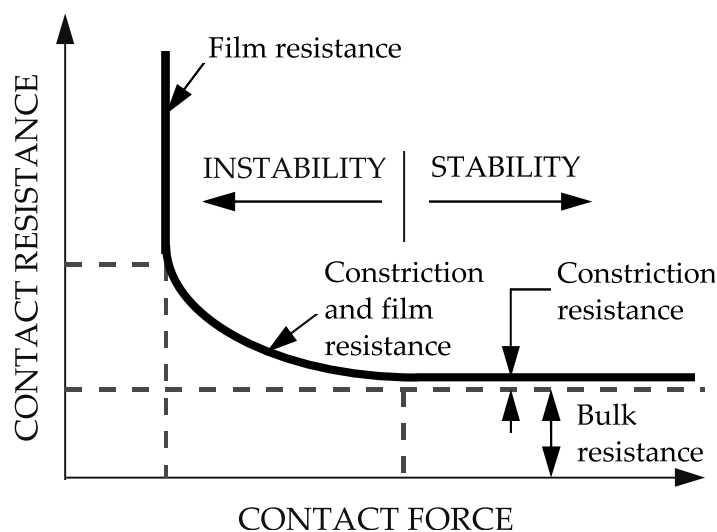 Film resistance
CONTACT RESISTANCE
INSTABILITY
STABILITY
Constriction
and film
resistance
Constriction
resistance
Bulk
resistance
CONTACT FORCE